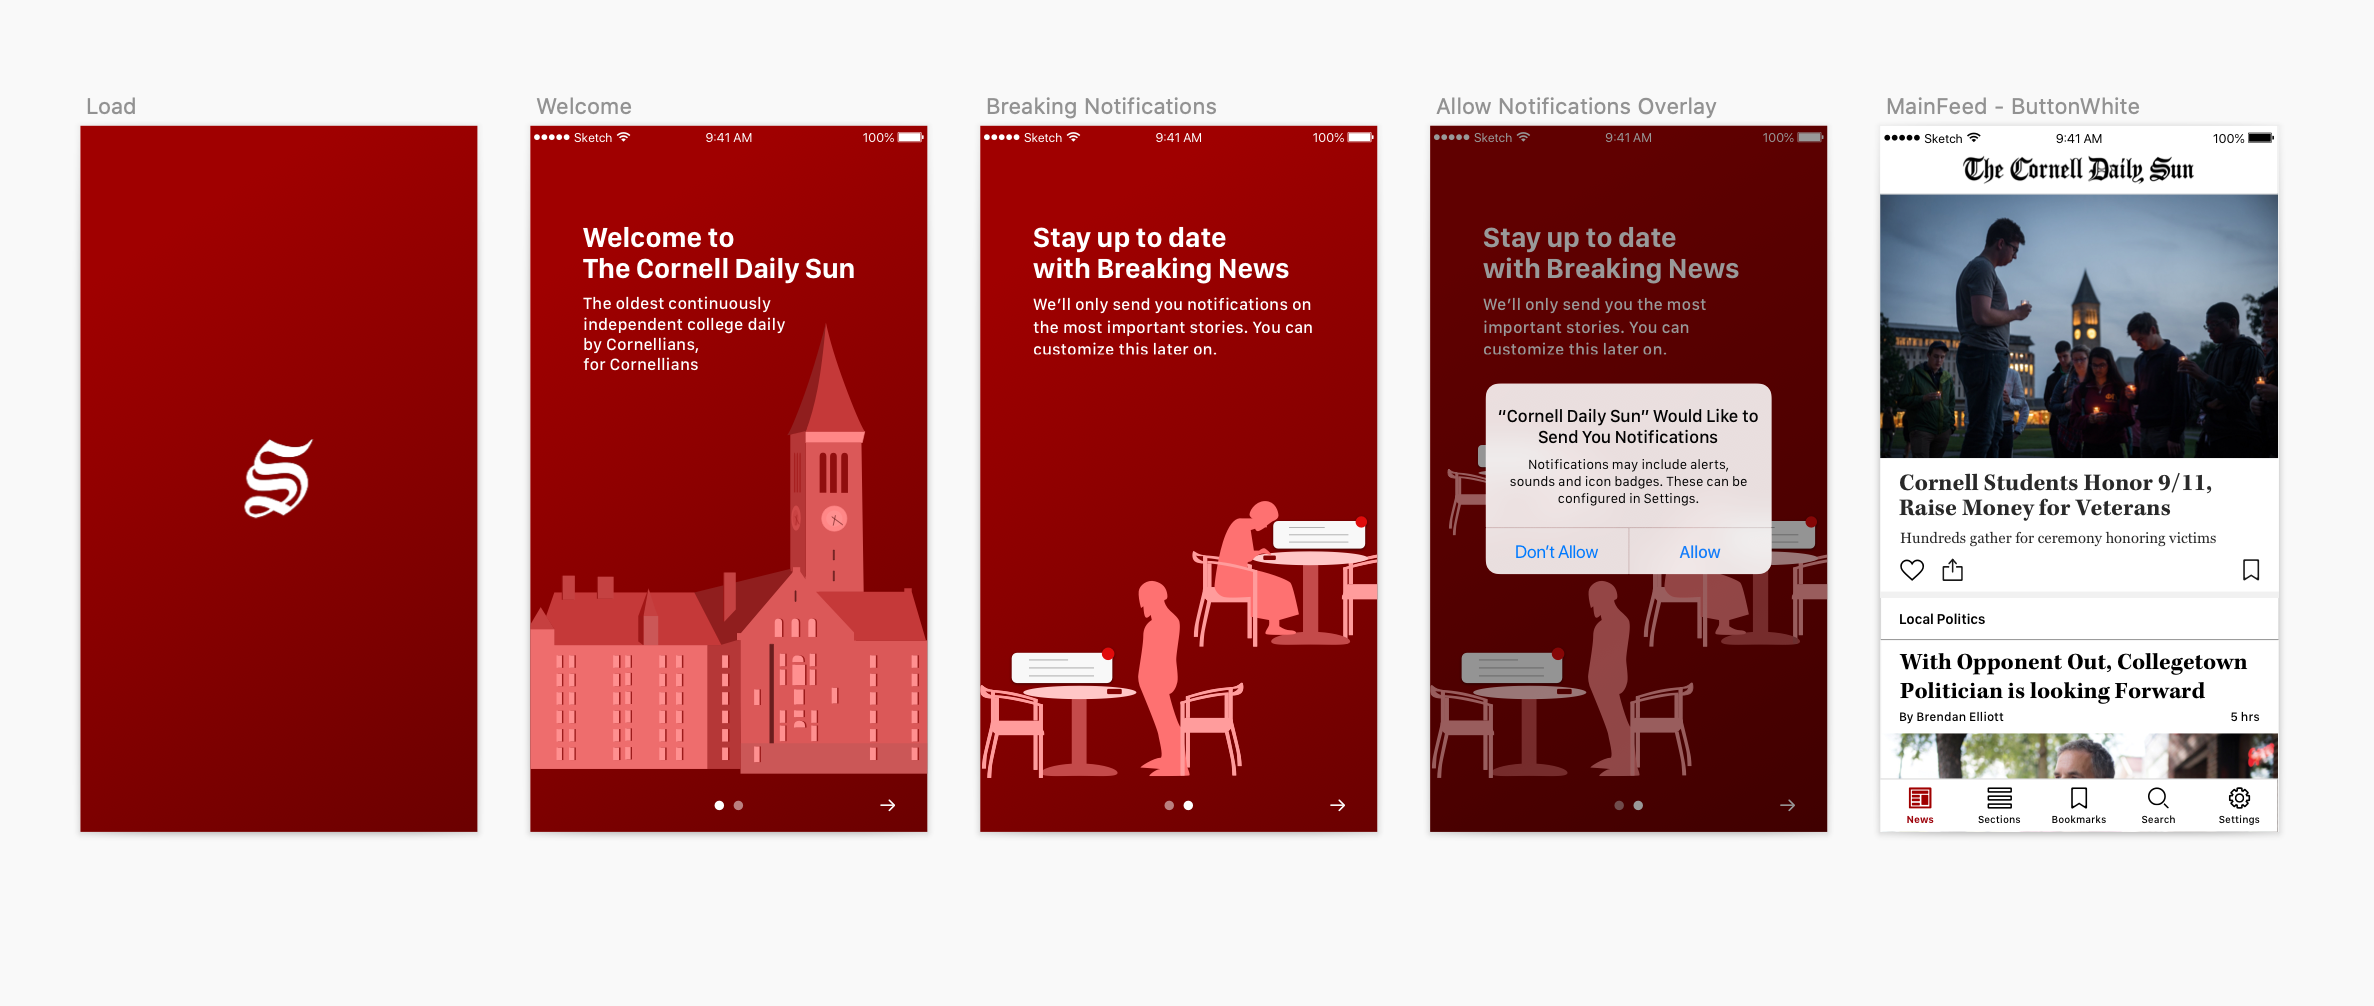 Load
S
Welcome
●●●●● Sketch 9:41 AM 100%
Welcome to
The Cornell Daily Sun
The oldest continuously
independent college daily
by Cornellians,
for Cornellians
Breaking Notifications
●●●●● Sketch 9:41 AM 100%
Stay up to date
with Breaking News
We’ll only send you notifications on
the most important stories. You can
customize this later on.
Allow Notifications Overlay
●●●●● Sketch 9:41 AM 100%
Stay up to date
with Breaking News
We’ll only send you the most
important stories. You can
customize this later on.
“Cornell Daily Sun” Would Like to
Send You Notifications
Notifications may include alerts,
sounds and icon badges. These can be
configured in Settings.
Don’t Allow Allow
MainFeed - ButtonWhite
●●●●● Sketch 9:41 AM 100%
The Cornell Daily Sun
Cornell Students Honor 9/11,
Raise Money for Veterans
Hundreds gather for ceremony honoring victims
Local Politics
With Opponent Out, Collegetown
Politician is looking Forward
By Brendan Elliott 5 hrs
News Sections Bookmarks Search Settings